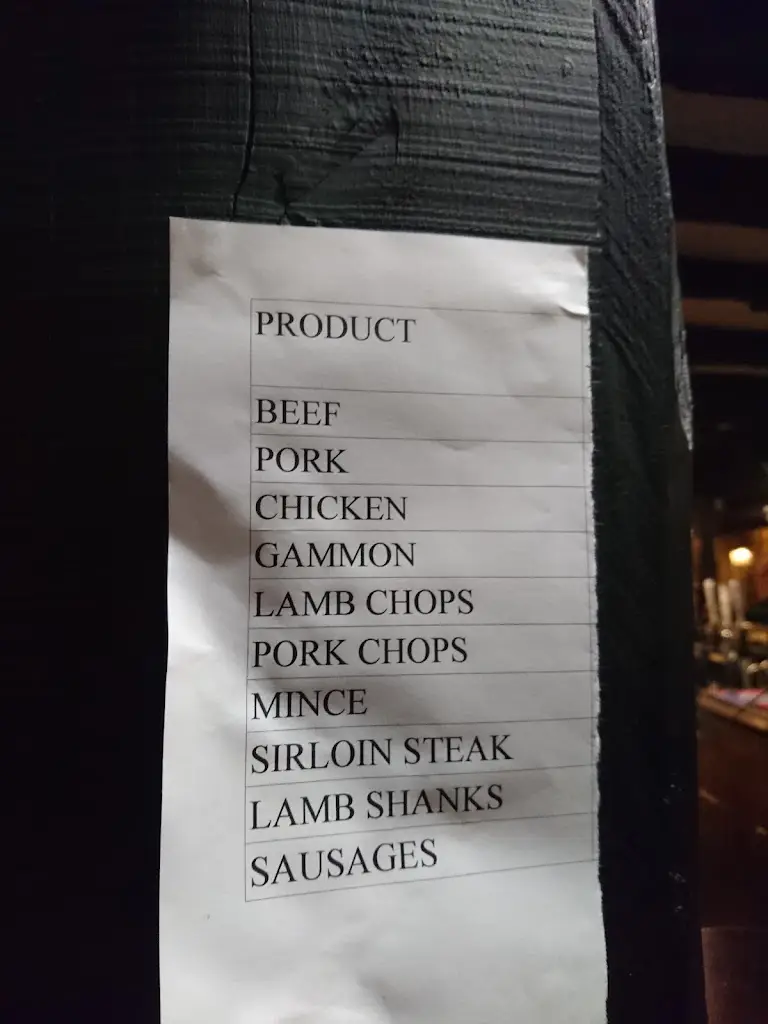 PRODUCT
BEEF
PORK
CHICKEN
GAMMON
LAMB CHOPS
PORK CHOPS
MINCE
SIRLOIN STEAK
LAMB SHANKS
SAUSAGES